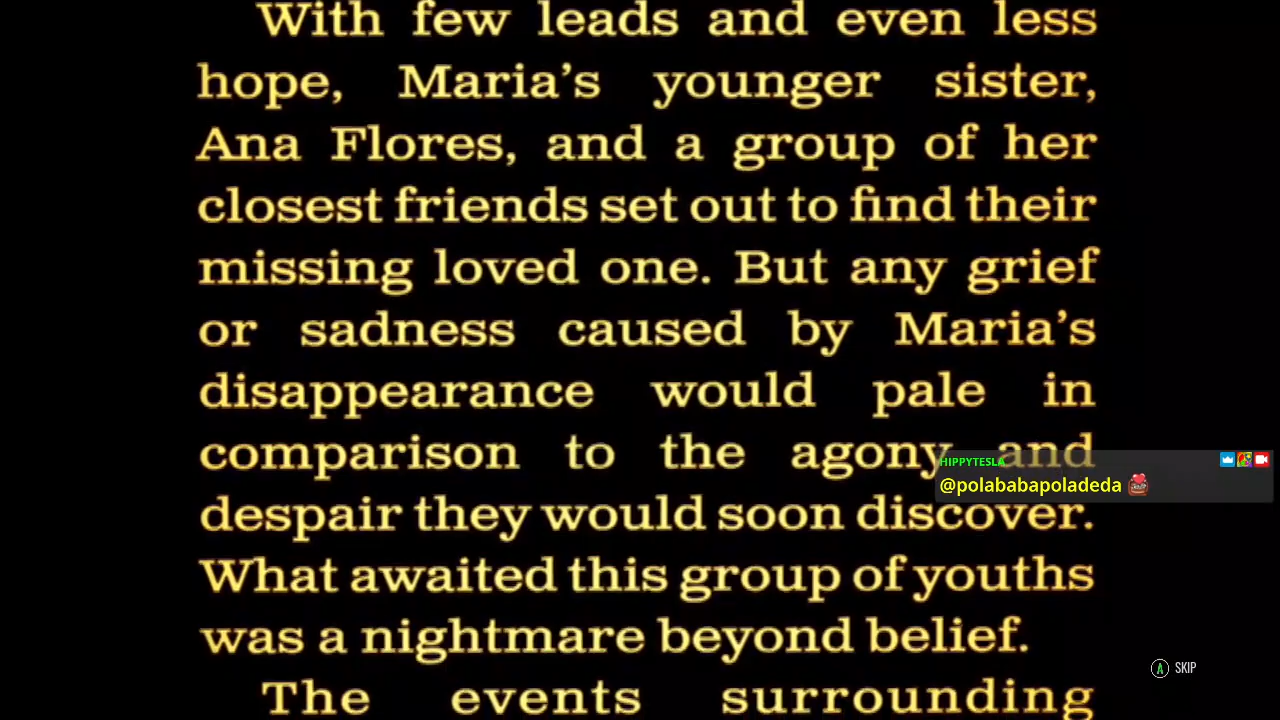 With few leads and even less
hope, Maria’s younger sister,
Ana Flores, and a group of her
closest friends set out to find their
missing loved one. But any grief
or sadness caused by Maria’s
disappearance would pale in
comparison to the agony and
despair they would soon discover.
What awaited this group of youths
was a nightmare beyond belief.
The events surrounding
HIPPYTESLA
@polababapoladeda
A SKIP